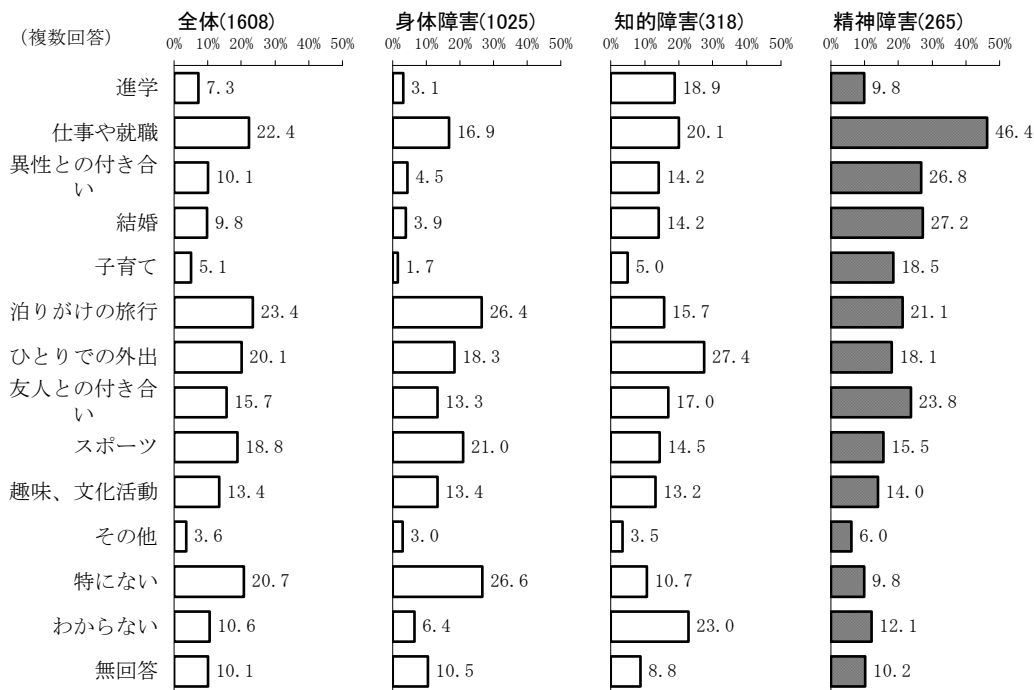 （複数回答）
全体(1608)
身体障害(1025)
知的障害(318)
精神障害(265)
0% 10% 20% 30% 40% 50%
0% 10% 20% 30% 40% 50%
0% 10% 20% 30% 40% 50%
0% 10% 20% 30% 40% 50%
進学 7.3 3.1 18.9 9.8
仕事や就職 22.4 16.9 20.1 46.4
異性との付き合
い 10.1 4.5 14.2 26.8
結婚 9.8 3.9 14.2 27.2
子育て 5.1 1.7 5.0 18.5
泊りがけの旅行 23.4 26.4 15.7 21.1
ひとりでの外出 20.1 18.3 27.4 18.1
友人との付き合
い 15.7 13.3 17.0 23.8
スポーツ 18.8 21.0 14.5 15.5
趣味、文化活動 13.4 13.4 13.2 14.0
その他 3.6 3.0 3.5 6.0
特にない 20.7 26.6 10.7 9.8
わからない 10.6 6.4 23.0 12.1
無回答 10.1 10.5 8.8 10.2